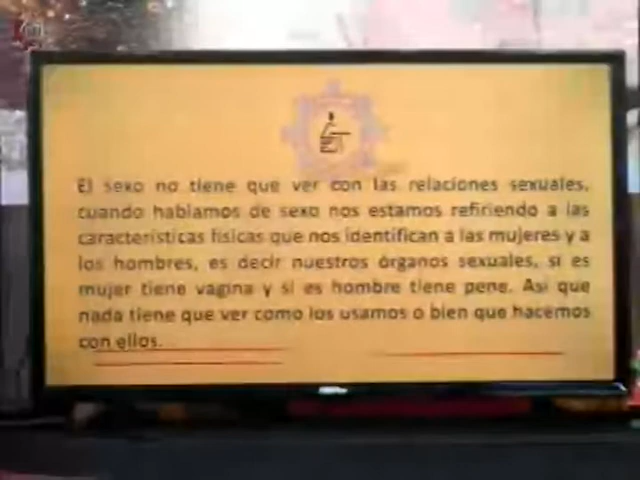 El sexo no tiene que ver con las relaciones sexuales,
cuando hablamos de sexo nos estamos refiriendo a las
características físicas que nos identifican a las mujeres y a
los hombres, es decir nuestros órganos sexuales, si es
mujer tiene vagina y si es hombre tiene pene. Así que
nada tiene que ver como los usamos o bien que hacemos
con ellos.